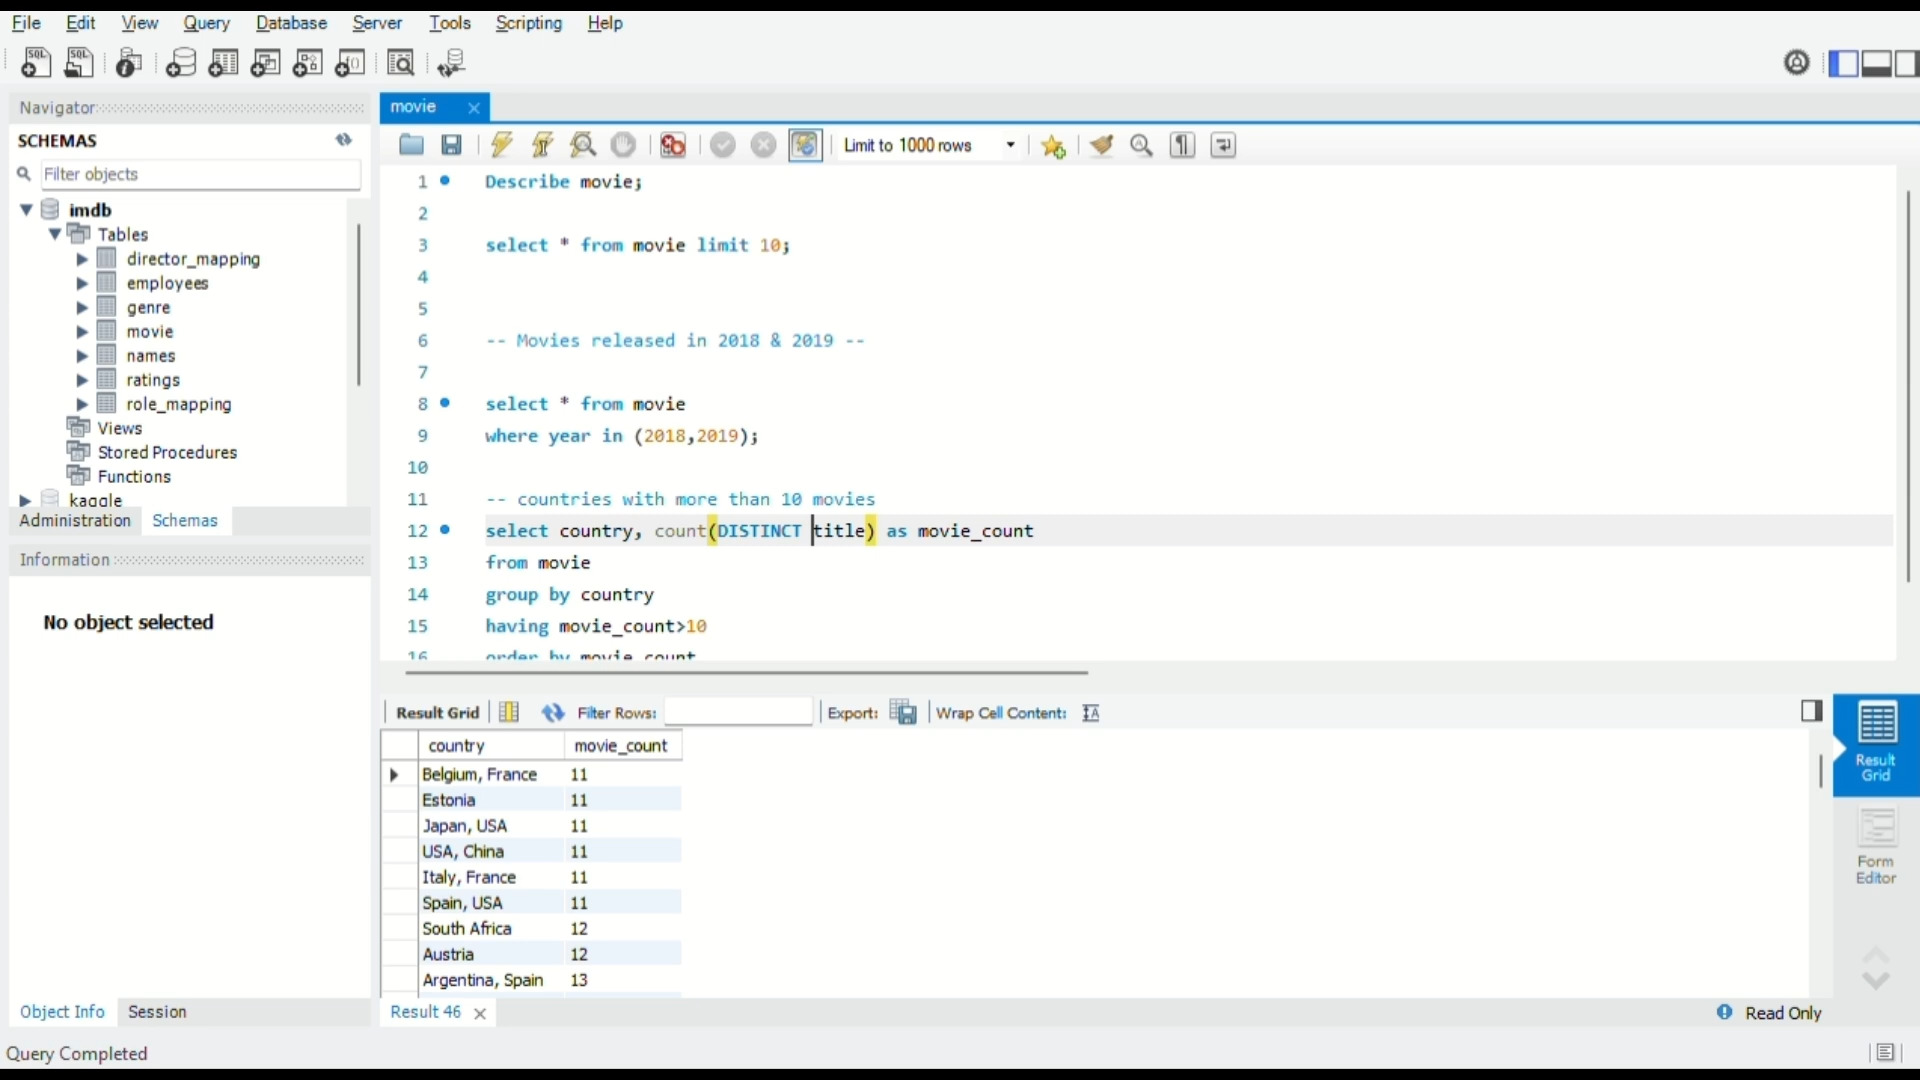 File Edit View Query Database Server Tools Scripting Help
Navigator
SCHEMAS
Filter objects
imdb
Tables
director_mapping
employees
genre
movie
names
ratings
role_mapping
Views
Stored Procedures
Functions
kaggle
Administration Schemas
Information
No object selected
Object Info Session
movie
Limit to 1000 rows
1 Describe movie;
2
3 select * from movie limit 10;
4
5
6 -- Movies released in 2018 & 2019 --
7
8 select * from movie
9 where year in (2018,2019);
10
11 -- countries with more than 10 movies
12 select country, count(DISTINCT title) as movie_count
13 from movie
14 group by country
15 having movie_count>10
16 order by movie_count
Result Grid Filter Rows: Export: Wrap Cell Content:
country movie_count
Belgium, France 11
Estonia 11
Japan, USA 11
USA, China 11
Italy, France 11
Spain, USA 11
South Africa 12
Austria 12
Argentina, Spain 13
Result Grid
Form Editor
Result 46
Read Only
Query Completed